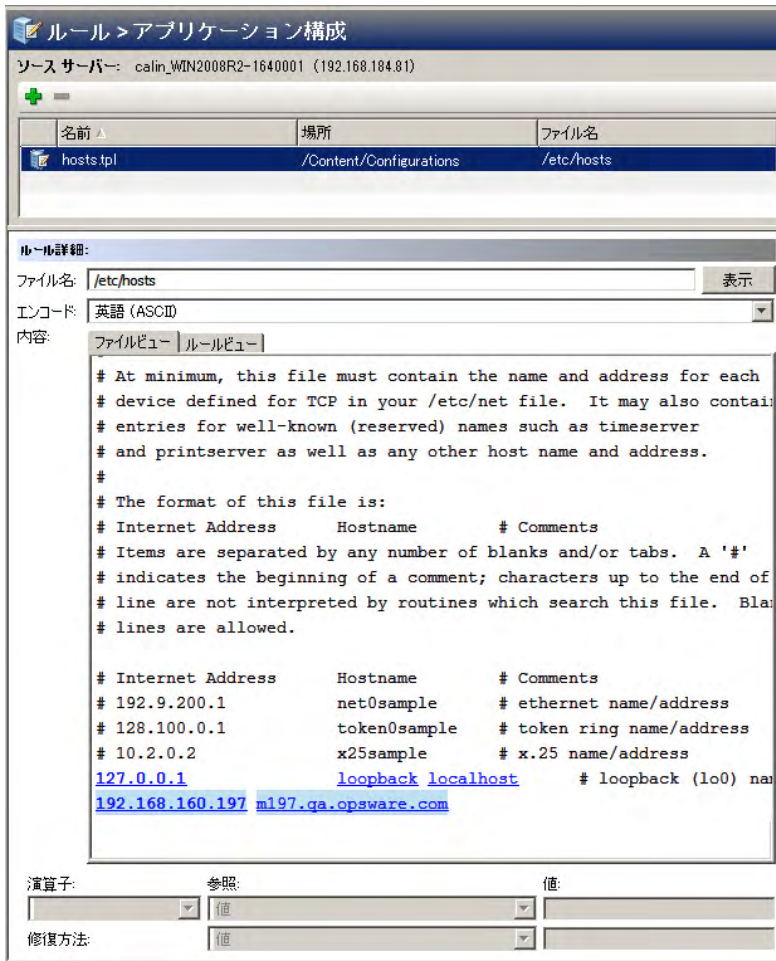 ルール > アプリケーション構成
ソース サーバー: calin_WIN2008R2-1640001 (192.168.184.81)
名前 場所 ファイル名
hosts.tpl /Content/Configurations /etc/hosts
ルール詳細:
ファイル名: /etc/hosts 表示
エンコード: 英語 (ASCII)
内容: ファイルビュー ルールビュー
# At minimum, this file must contain the name and address for each
# device defined for TCP in your /etc/net file. It may also contai
# entries for well-known (reserved) names such as timeserver
# and printserver as well as any other host name and address.
#
# The format of this file is:
# Internet Address Hostname # Comments
# Items are separated by any number of blanks and/or tabs. A '#'
# indicates the beginning of a comment; characters up to the end of
# line are not interpreted by routines which search this file. Bla
# lines are allowed.
# Internet Address Hostname # Comments
# 192.9.200.1 net0sample # ethernet name/address
# 128.100.0.1 token0sample # token ring name/address
# 10.2.0.2 x25sample # x.25 name/address
127.0.0.1 loopback localhost # loopback (lo0) na
192.168.160.197 m197.qa.opsware.com
演算子: 参照: 値:
値
修復方法: 値